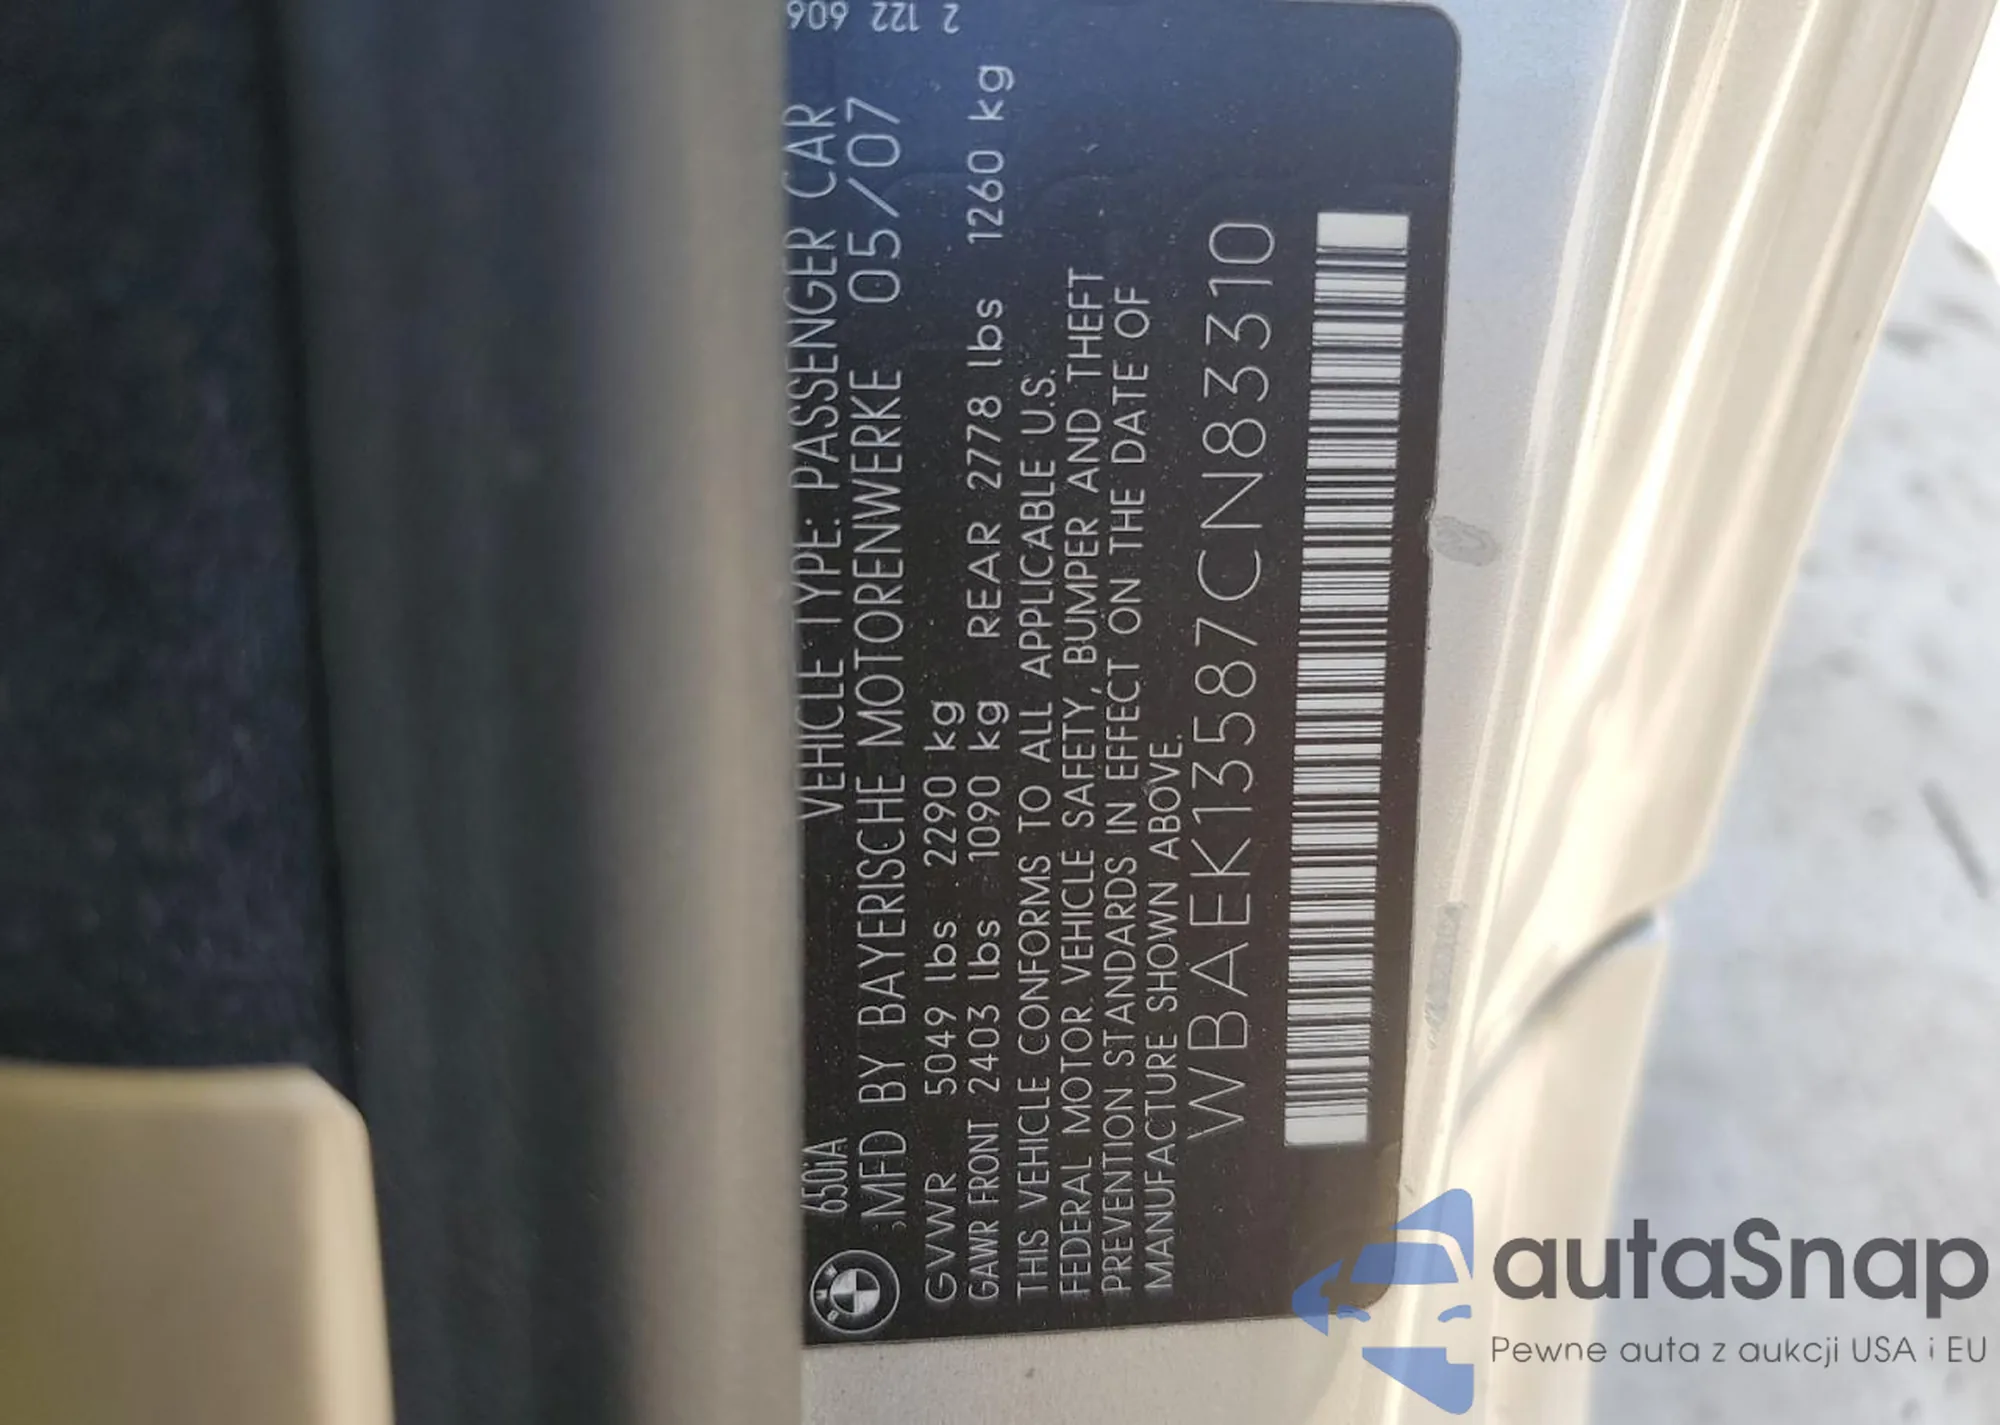 2 122 606
650iA VEHICLE TYPE: PASSENGER CAR
MFD BY BAYERISCHE MOTORENWERKE 05/07
GVWR 5049 lbs 2290 kg
GAWR FRONT 2403 lbs 1090 kg REAR 2778 lbs 1260 kg
THIS VEHICLE CONFORMS TO ALL APPLICABLE U.S.
FEDERAL MOTOR VEHICLE SAFETY, BUMPER AND THEFT
PREVENTION STANDARDS IN EFFECT ON THE DATE OF
MANUFACTURE SHOWN ABOVE.
WBAEK13587CN83310
BMW
autaSnap
Pewne auta z aukcji USA i EU